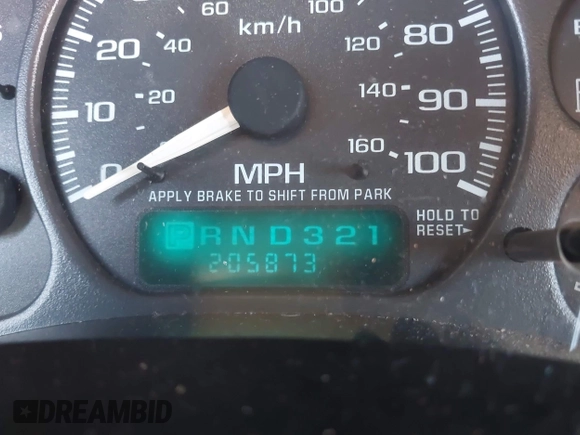 60
100
km/h
20
80
40
120
20
140
10
90
0
160
100
MPH
APPLY BRAKE TO SHIFT FROM PARK
HOLD TO
RESET
P R N D 3 2 1
205873
DREAMBID